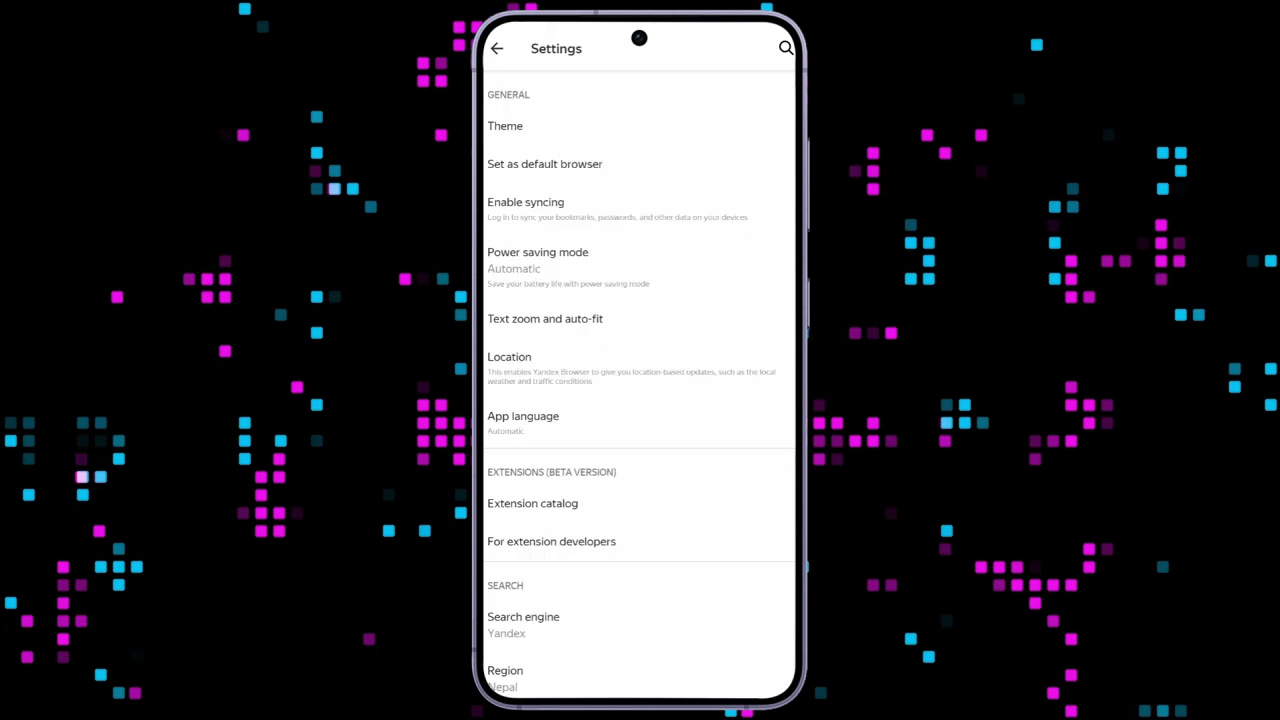 Settings
GENERAL
Theme
Set as default browser
Enable syncing
Log in to sync your bookmarks, passwords, and other data on your devices
Power saving mode
Automatic
Save your battery life with power saving mode
Text zoom and auto-fit
Location
This enables Yandex Browser to give you location-based updates, such as the local
weather and traffic conditions
App language
Automatic
EXTENSIONS (BETA VERSION)
Extension catalog
For extension developers
SEARCH
Search engine
Yandex
Region
Nepal